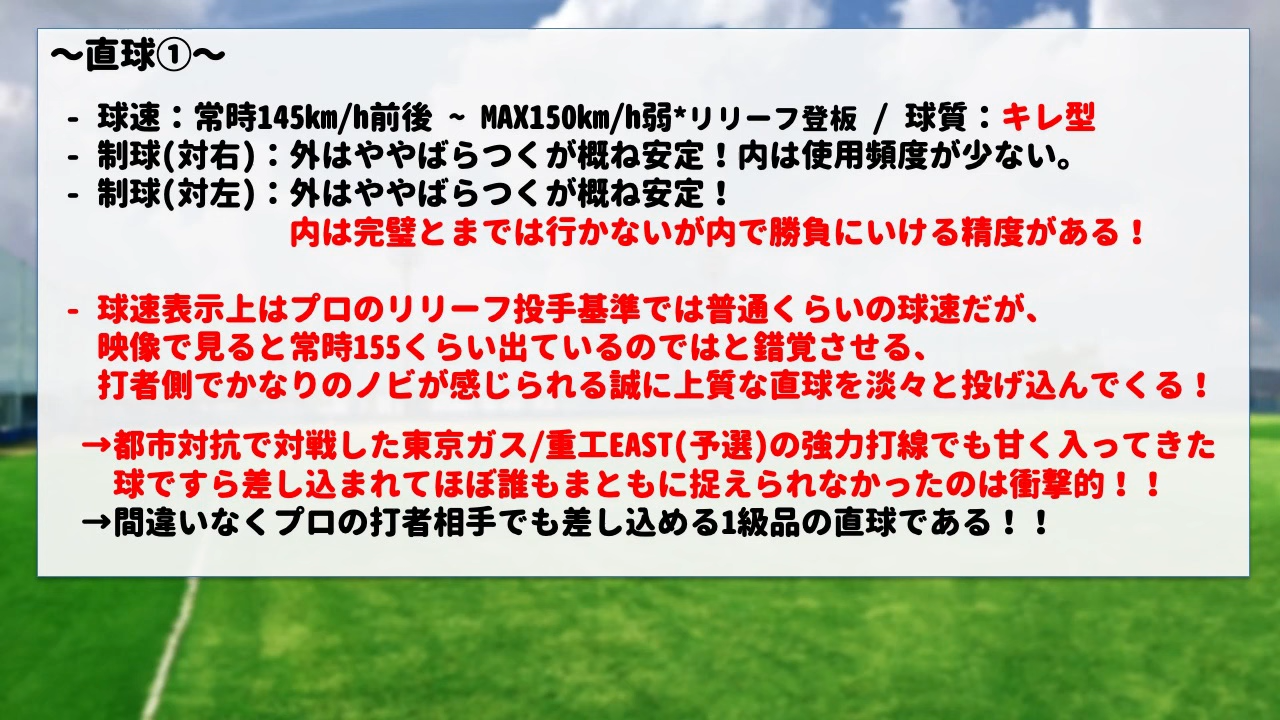 ～直球①～
- 球速：常時145km/h前後 ~ MAX150km/h弱*リリーフ登板 / 球質：キレ型
- 制球(対右)：外はややばらつくが概ね安定！内は使用頻度が少ない。
- 制球(対左)：外はややばらつくが概ね安定！
内は完璧とまでは行かないが内で勝負にいける精度がある！
- 球速表示上はプロのリリーフ投手基準では普通くらいの球速だが、
映像で見ると常時155くらい出ているのではと錯覚させる、
打者側でかなりのノビが感じられる誠に上質な直球を淡々と投げ込んでくる！
→都市対抗で対戦した東京ガス/重工EAST(予選)の強力打線でも甘く入ってきた
球ですら差し込まれてほぼ誰もまともに捉えられなかったのは衝撃的！！
→間違いなくプロの打者相手でも差し込める1級品の直球である！！